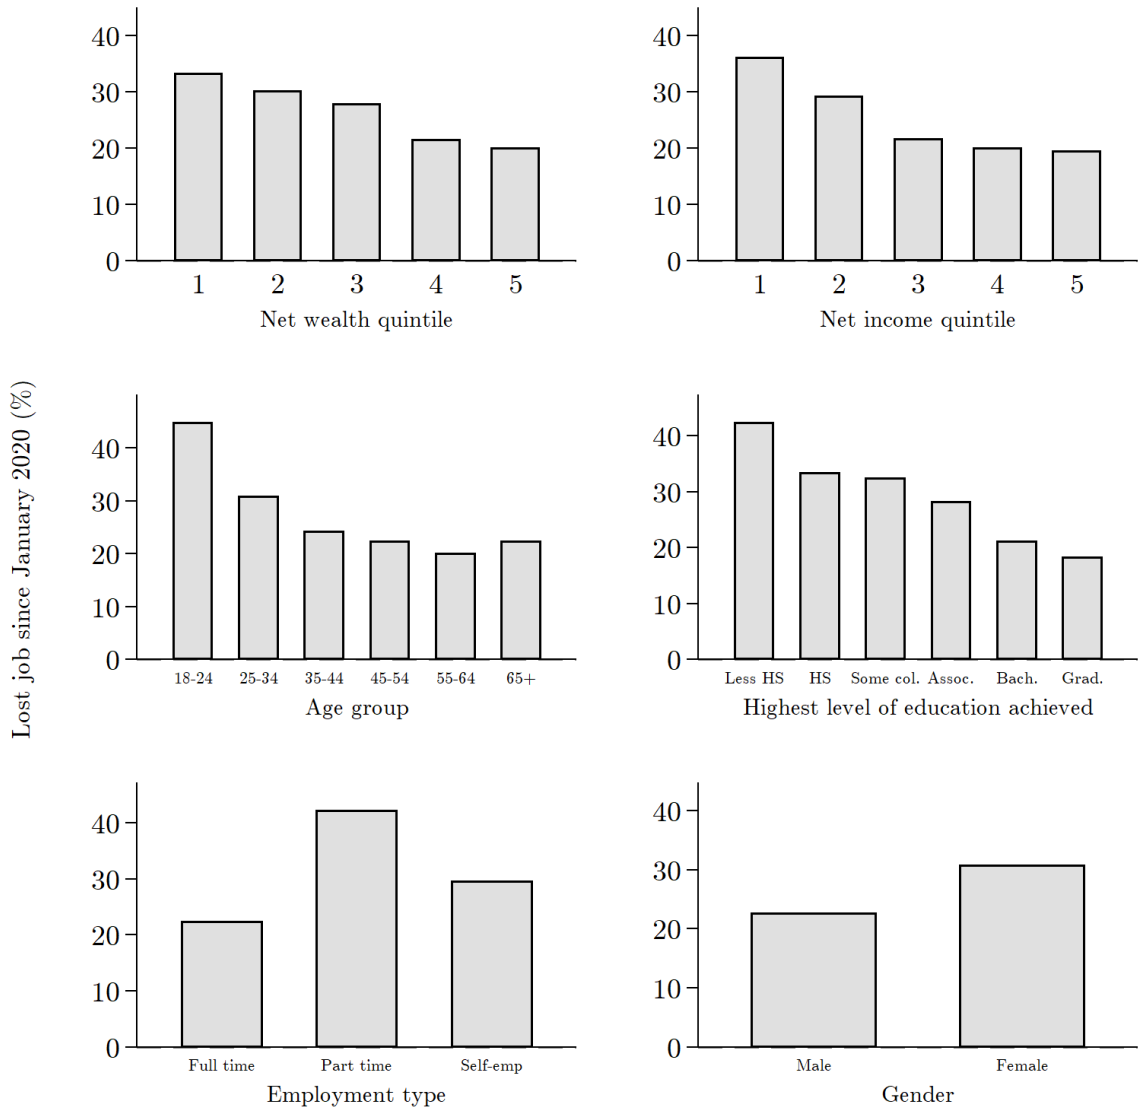 Lost job since January 2020 (%)
40
30
20
10
0
1 2 3 4 5
Net wealth quintile
40
30
20
10
0
1 2 3 4 5
Net income quintile
40
30
20
10
0
18-24 25-34 35-44 45-54 55-64 65+
Age group
40
30
20
10
0
Less HS HS Some col. Assoc. Bach. Grad.
Highest level of education achieved
40
30
20
10
0
Full time Part time Self-emp
Employment type
40
30
20
10
0
Male Female
Gender